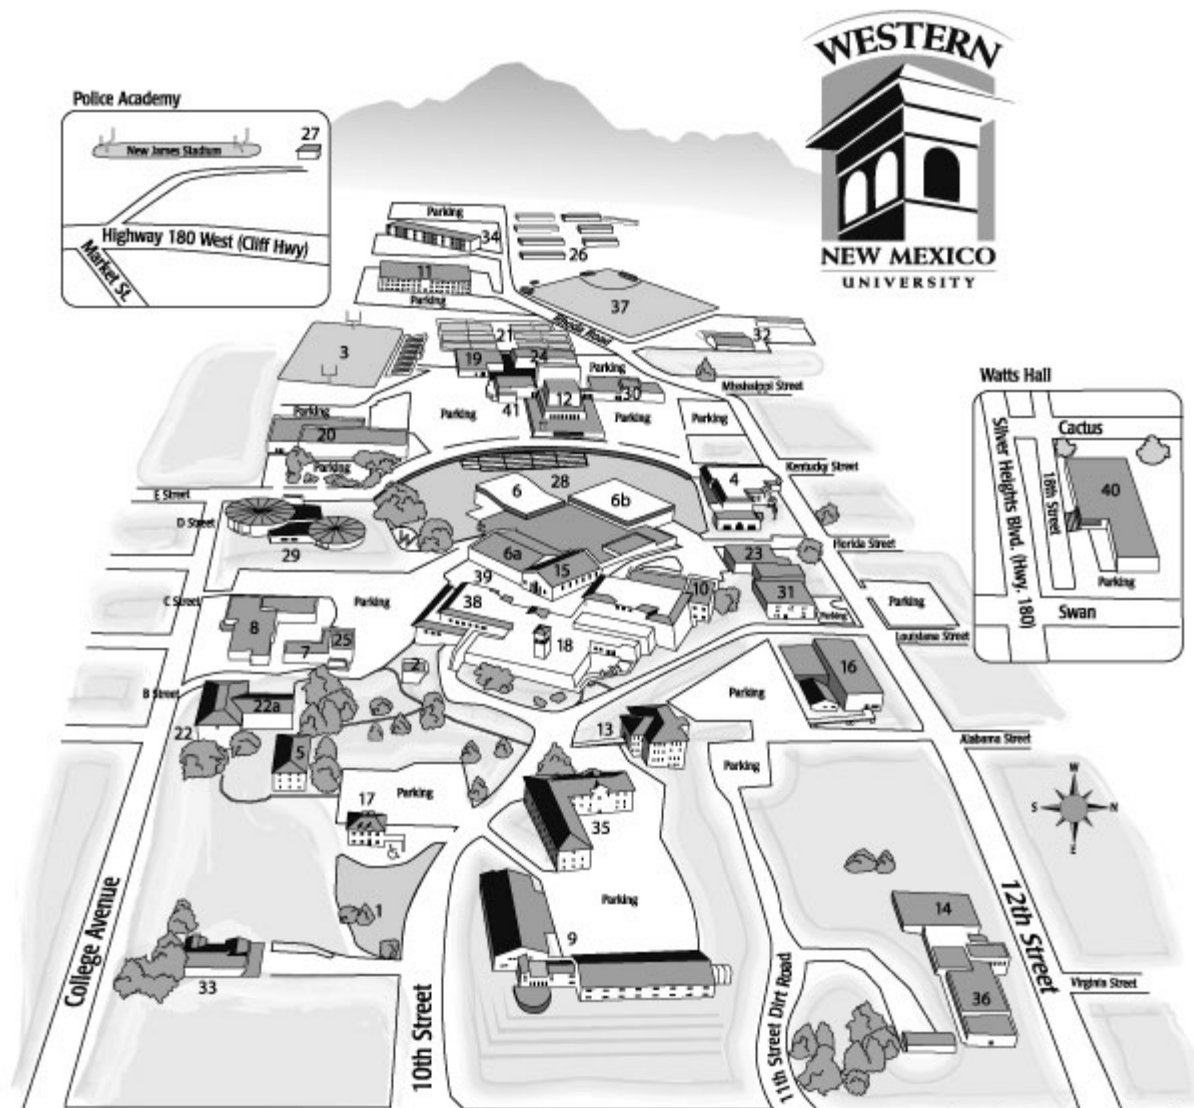 WESTERN
NEW MEXICO
UNIVERSITY
Police Academy
27
New James Stadium
Highway 180 West (Cliff Hwy)
Market St.
Parking
34
26
11
Parking
37
Rhoda Road
21
32
3
19
24
Parking
Mississippi Street
30
12
41
Parking
Parking
Parking
Parking
20
Parking
Kentucky Street
4
28
6
6b
E Street
D Street
29
Florida Street
23
6a
15
39
10
31
C Street
Parking
38
Parking
Parking
8
25
7
18
Louisiana Street
2
16
B Street
22a
Parking
22
13
5
Alabama Street
Parking
Parking
17
35
W
S
N
E
Parking
1
14
12th Street
9
College Avenue
33
10th Street
11th Street Dirt Road
36
Virginia Street
Watts Hall
Cactus
Silver Heights Blvd. (Hwy. 180)
18th Street
40
Parking
Swan